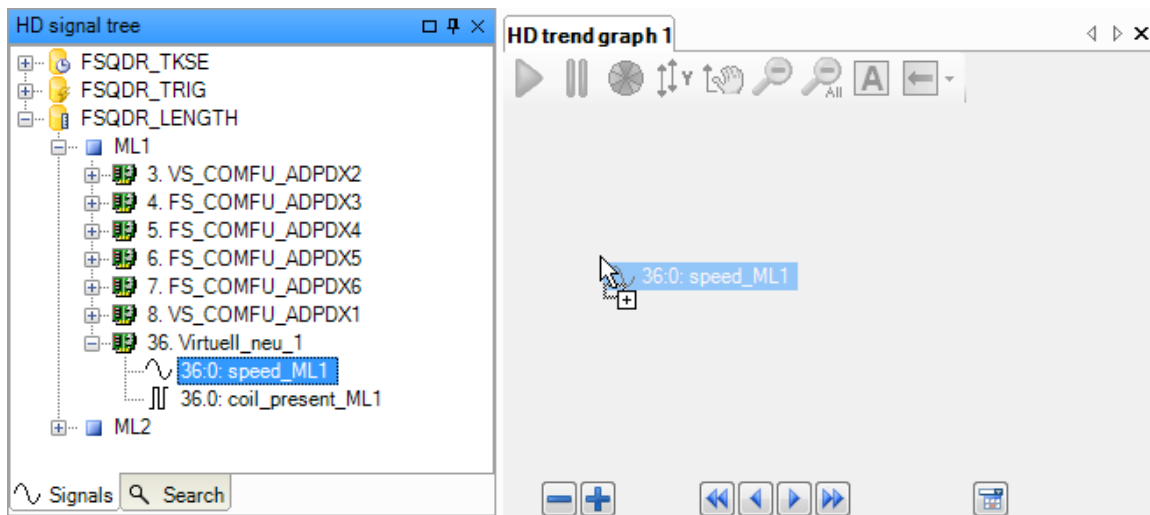 HD signal tree
FSQDR_TKSE
FSQDR_TRIG
FSQDR_LENGTH
ML1
3. VS_COMFU_ADPDX2
4. FS_COMFU_ADPDX3
5. FS_COMFU_ADPDX4
6. FS_COMFU_ADPDX5
7. FS_COMFU_ADPDX6
8. VS_COMFU_ADPDX1
36. Virtuell_neu_1
36:0: speed_ML1
36.0: coil_present_ML1
ML2
Signals Search
HD trend graph 1
Y All A
36:0: speed_ML1